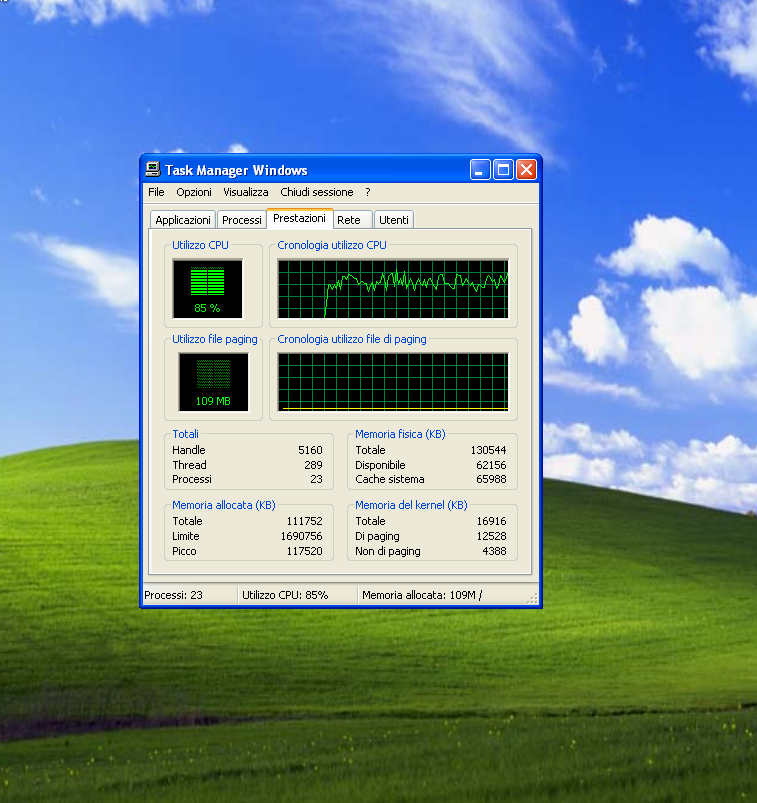 Task Manager Windows
File Opzioni Visualizza Chiudi sessione ?
Applicazioni Processi Prestazioni Rete Utenti
Utilizzo CPU
85 %
Cronologia utilizzo CPU
Utilizzo file paging
109 MB
Cronologia utilizzo file di paging
Totali
Handle 5160
Thread 289
Processi 23
Memoria fisica (KB)
Totale 130544
Disponibile 62156
Cache sistema 65988
Memoria allocata (KB)
Totale 111752
Limite 1690756
Picco 117520
Memoria del kernel (KB)
Totale 16916
Di paging 12528
Non di paging 4388
Processi: 23 Utilizzo CPU: 85% Memoria allocata: 109M /